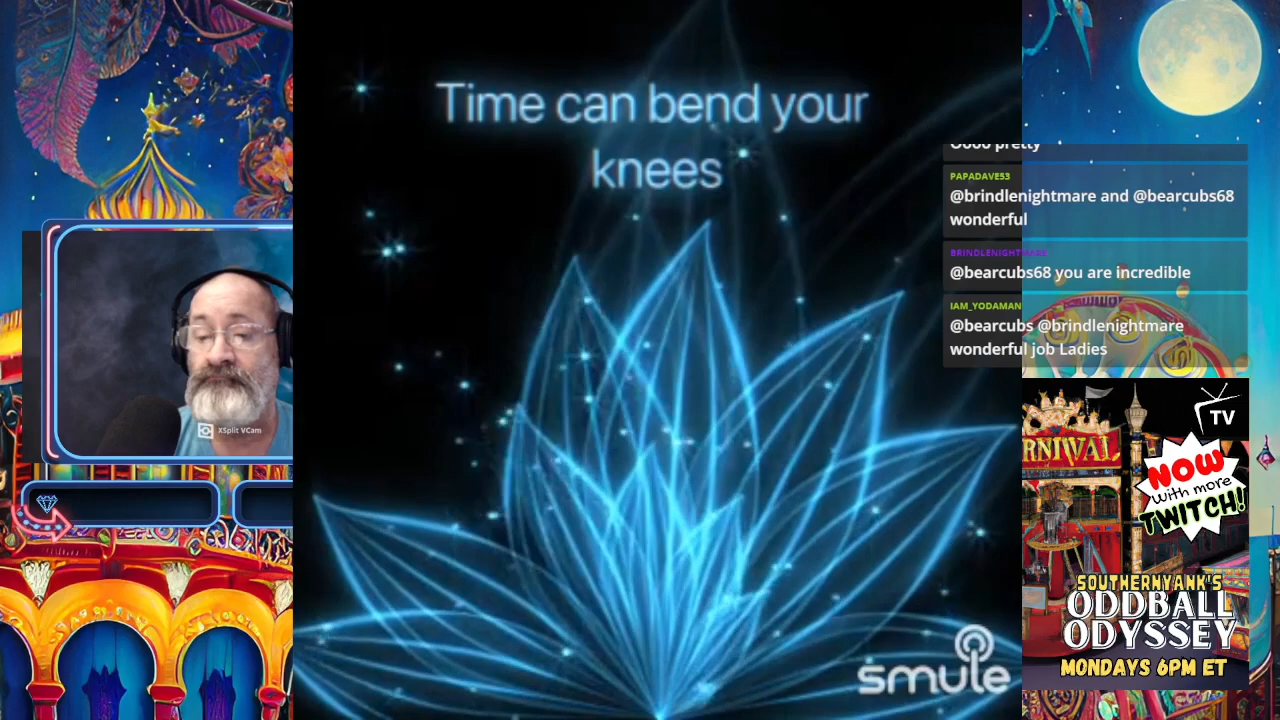 Time can bend your
knees
Oooo pretty
PAPADAVE53
@brindlenightmare and @bearcubs68
wonderful
BRINDLENIGHTMARE
@bearcubs68 you are incredible
IAM_YODAMAN
@bearcubs @brindlenightmare
wonderful job Ladies
XSplit VCam
TV
RNIVAL
NOW
with more
TWITCH!
SOUTHERNYANK'S
ODDBALL
ODYSSEY
MONDAYS 6PM ET
smule